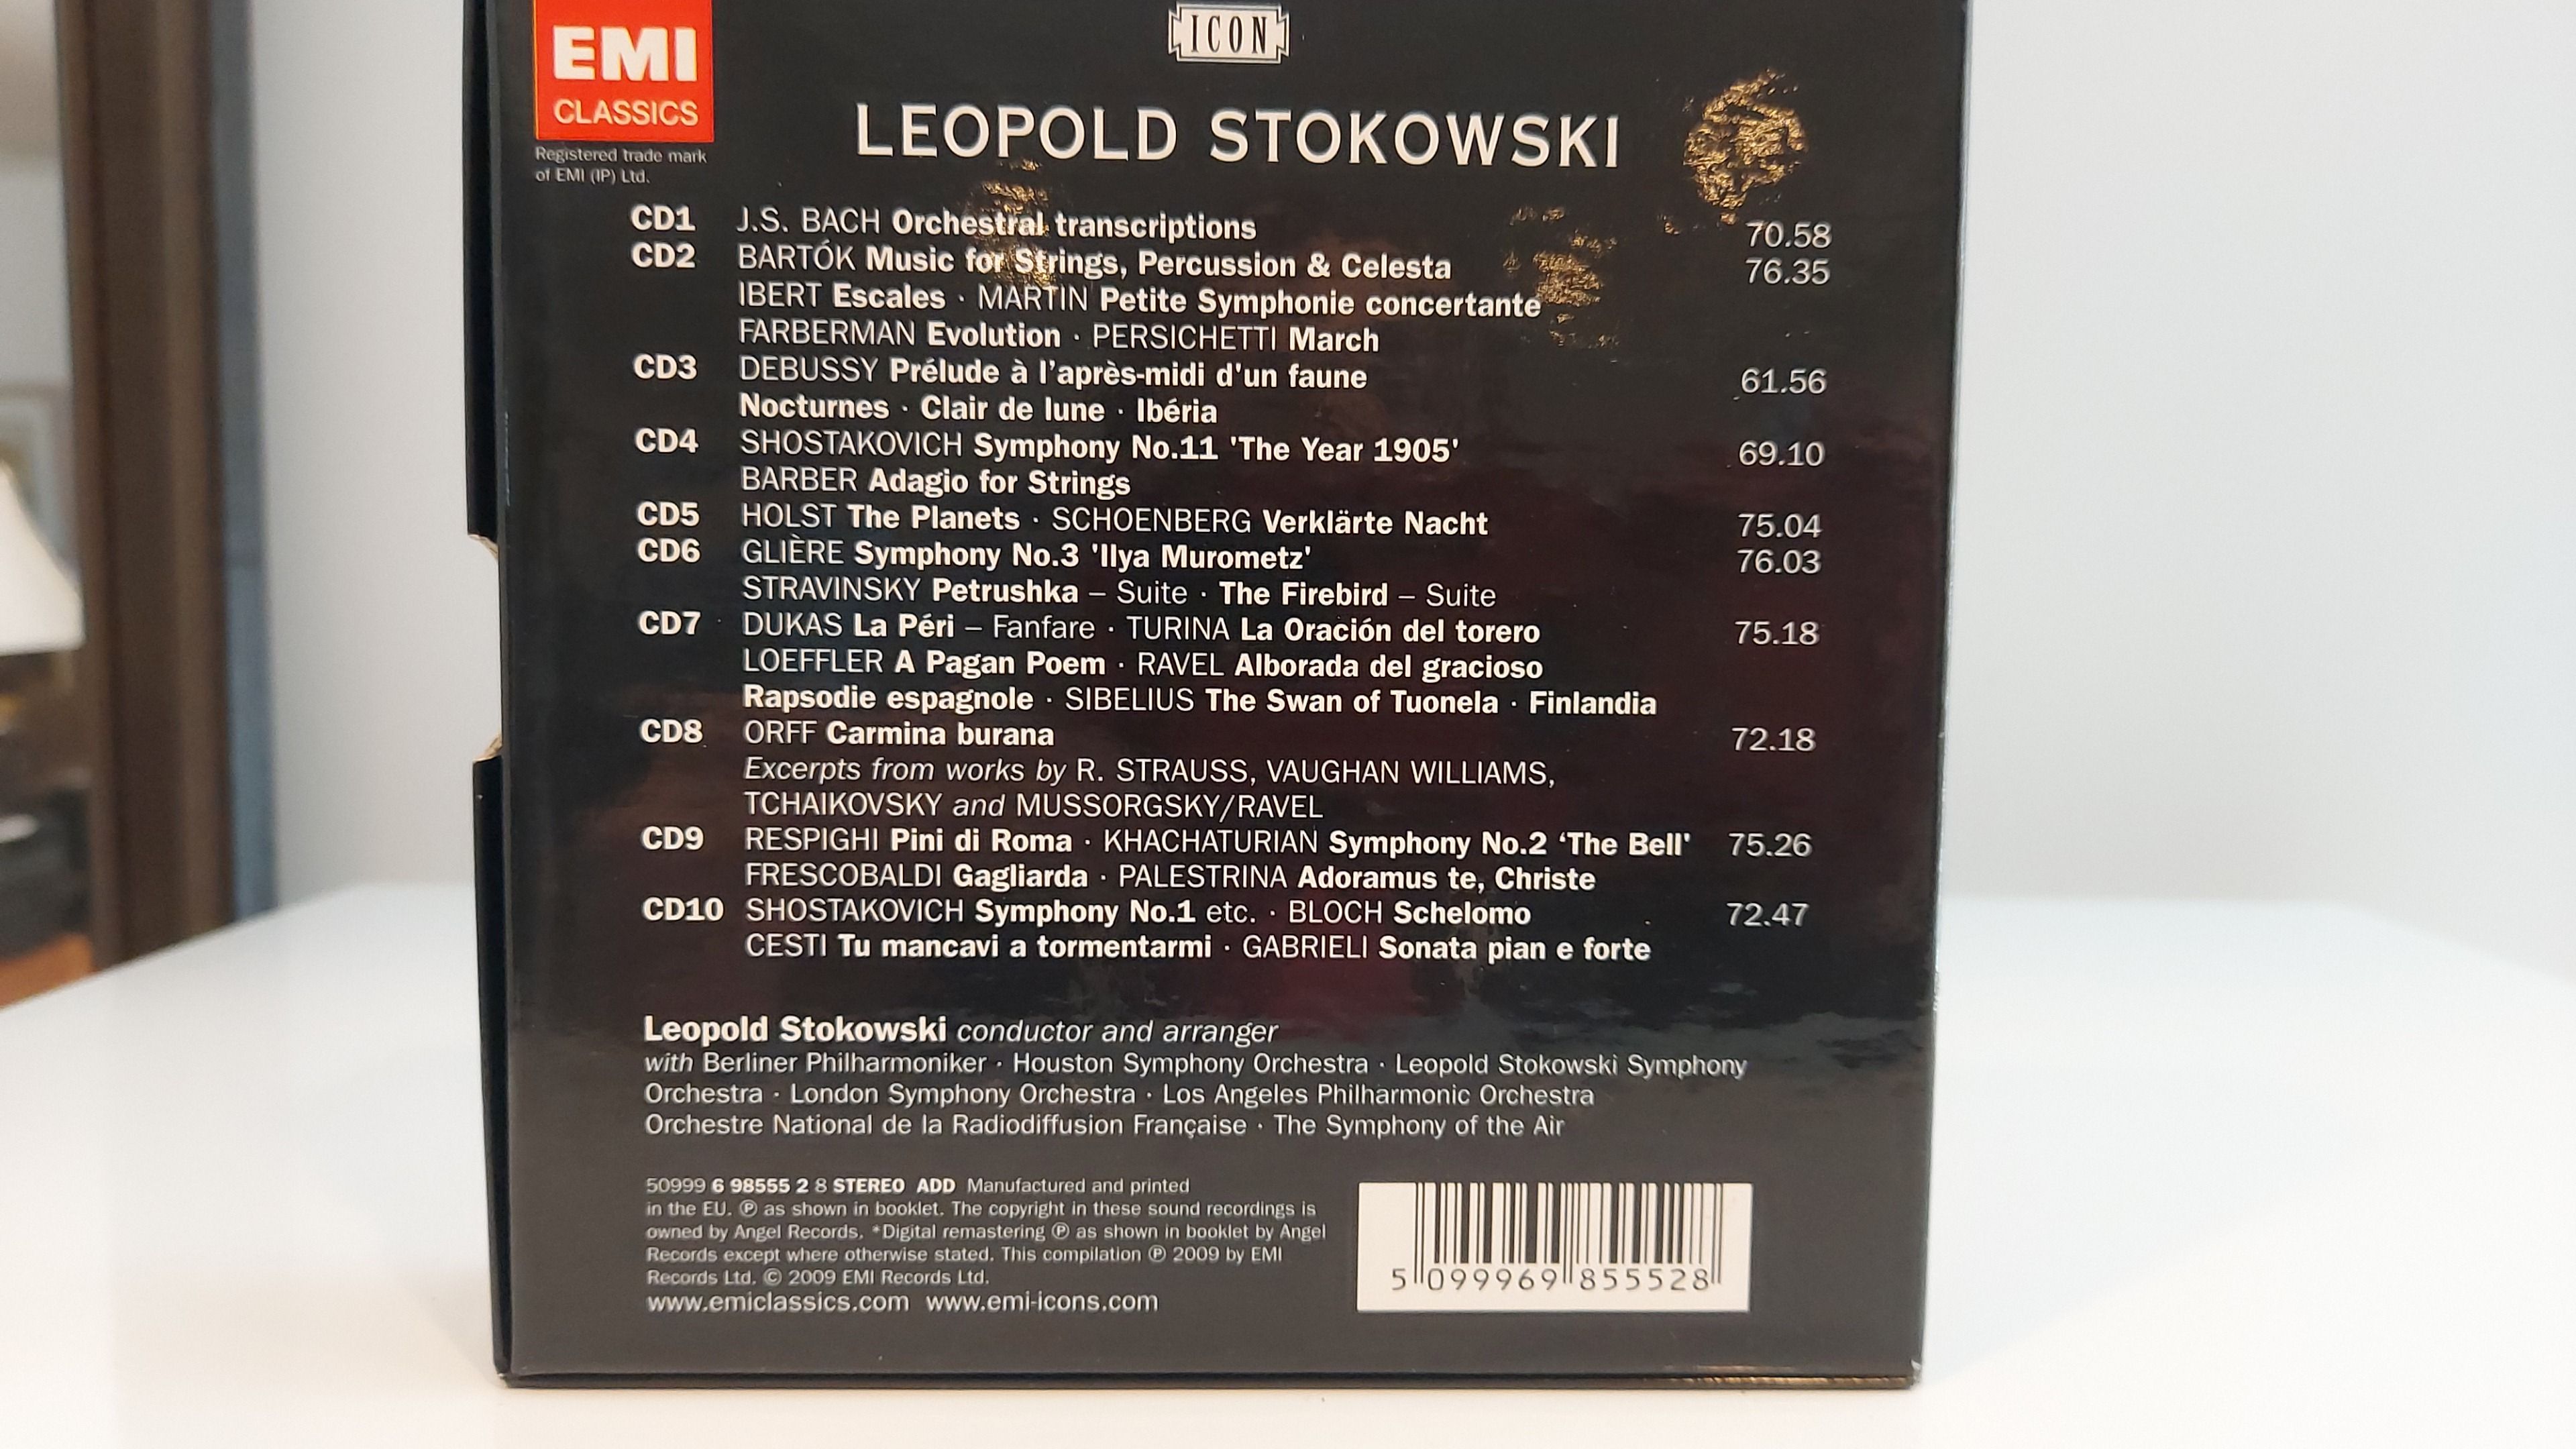 EMI
CLASSICS
Registered trade mark
of EMI (IP) Ltd.
ICON
LEOPOLD STOKOWSKI
CD1 J.S. BACH Orchestral transcriptions 70.58
CD2 BARTÓK Music for Strings, Percussion & Celesta 76.35
IBERT Escales · MARTIN Petite Symphonie concertante
FARBERMAN Evolution · PERSICHETTI March
CD3 DEBUSSY Prélude à l’après-midi d'un faune 61.56
Nocturnes · Clair de lune · Ibéria
CD4 SHOSTAKOVICH Symphony No.11 'The Year 1905' 69.10
BARBER Adagio for Strings
CD5 HOLST The Planets · SCHOENBERG Verklärte Nacht 75.04
CD6 GLIÈRE Symphony No.3 'Ilya Murometz' 76.03
STRAVINSKY Petrushka – Suite · The Firebird – Suite
CD7 DUKAS La Péri – Fanfare · TURINA La Oración del torero 75.18
LOEFFLER A Pagan Poem · RAVEL Alborada del gracioso
Rapsodie espagnole · SIBELIUS The Swan of Tuonela · Finlandia
CD8 ORFF Carmina burana 72.18
Excerpts from works by R. STRAUSS, VAUGHAN WILLIAMS,
TCHAIKOVSKY and MUSSORGSKY/RAVEL
CD9 RESPIGHI Pini di Roma · KHACHATURIAN Symphony No.2 ‘The Bell' 75.26
FRESCOBALDI Gagliarda · PALESTRINA Adoramus te, Christe
CD10 SHOSTAKOVICH Symphony No.1 etc. · BLOCH Schelomo 72.47
CESTI Tu mancavi a tormentarmi · GABRIELI Sonata pian e forte
Leopold Stokowski conductor and arranger
with Berliner Philharmoniker · Houston Symphony Orchestra · Leopold Stokowski Symphony
Orchestra · London Symphony Orchestra · Los Angeles Philharmonic Orchestra
Orchestre National de la Radiodiffusion Française · The Symphony of the Air
50999 6 98555 2 8 STEREO ADD Manufactured and printed
in the EU. ℗ as shown in booklet. The copyright in these sound recordings is
owned by Angel Records. *Digital remastering ℗ as shown in booklet by Angel
Records except where otherwise stated. This compilation ℗ 2009 by EMI
Records Ltd. © 2009 EMI Records Ltd.
www.emiclassics.com www.emi-icons.com
5 099969 855528